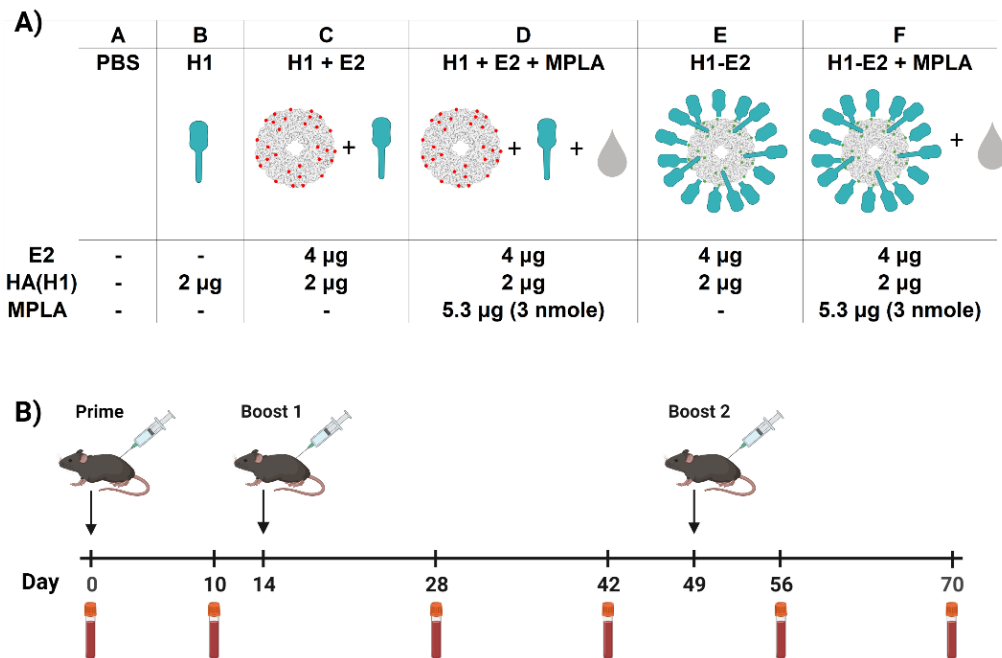 A)
A B C D E F
PBS H1 H1 + E2 H1 + E2 + MPLA H1-E2 H1-E2 + MPLA
+ + + +
E2 - - 4 µg 4 µg 4 µg 4 µg
HA(H1) - 2 µg 2 µg 2 µg 2 µg 2 µg
MPLA - - - 5.3 µg (3 nmole) - 5.3 µg (3 nmole)
B)
Prime Boost 1 Boost 2
Day 0 10 14 28 42 49 56 70